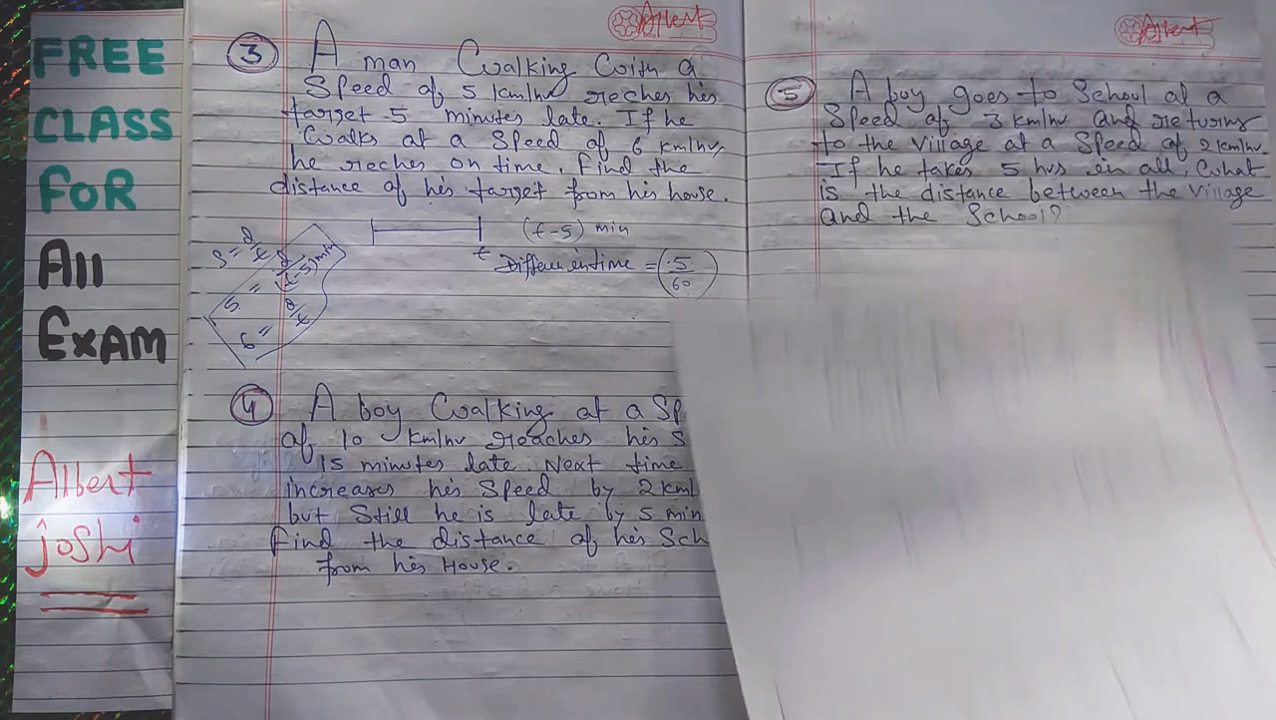 FREE
CLASS
FOR
All
ExAM
Albert
joshi
Albert
3 A man Walking with a
Speed of 5 km/hr reches his
target 5 minutes late. If he
Walks at a Speed of 6 km/hr,
he reches on time. Find the
distance of his target from his house.
(t-5) min
t
Different in time = 5/60
S = d/t
5 = d/(t-5) min
6 = d/t
4 A boy Walking at a Sp
of 10 km/hr reaches his S
15 minutes late. Next time
increases his Speed by 2 km/
but Still he is late by 5 min
Find the distance of his Sch
from his House.
Albert
5 A boy goes to School at a
Speed of 3 km/hr and returns
to the village at a Speed of 2 km/hr.
If he takes 5 hrs in all, What
is the distance between the village
and the School?